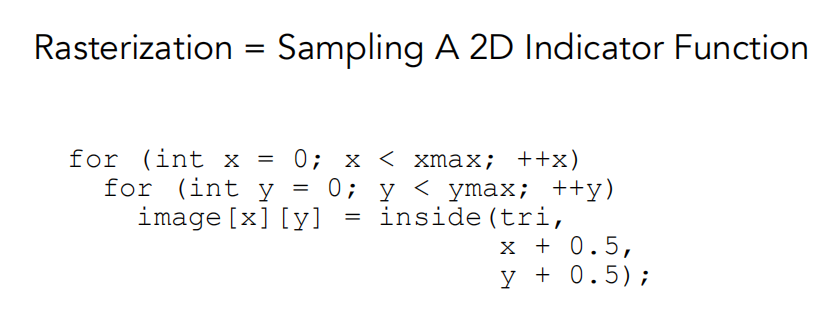 Rasterization = Sampling A 2D Indicator Function
for (int x = 0; x < xmax; ++x)
for (int y = 0; y < ymax; ++y)
image[x][y] = inside(tri,
x + 0.5,
y + 0.5);